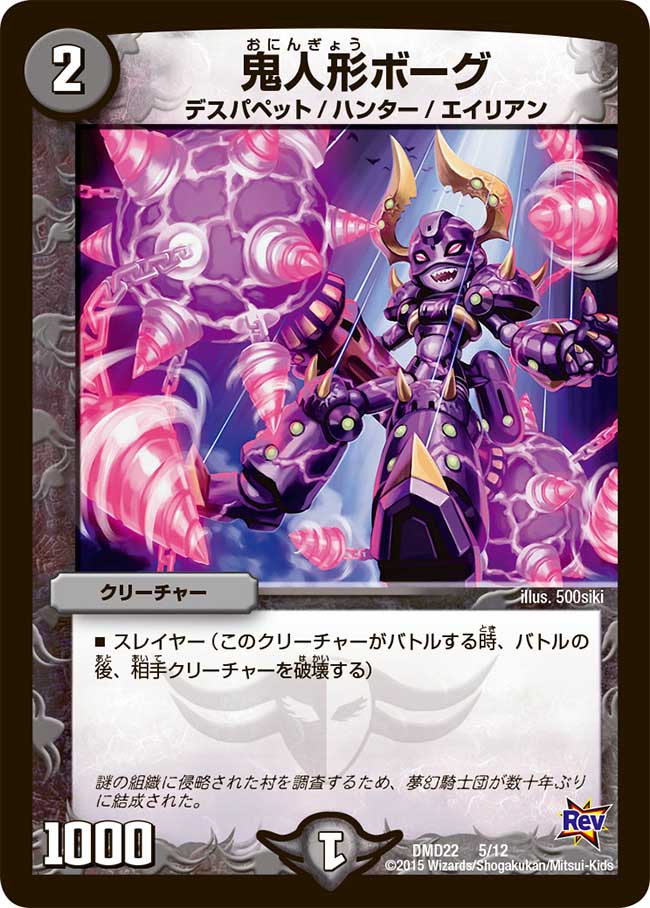 2
おにんぎょう
鬼人形ボーグ
デスパペット / ハンター / エイリアン
クリーチャー
illus. 500siki
■ スレイヤー（このクリーチャーがバトルする時、バトルの
後、相手クリーチャーを破壊する）
謎の組織に侵略された村を調査するため、夢幻騎士団が数十年ぶり
に結成された。
1000
1
Rev
DMD22 5/12
©2015 Wizards/Shogakukan/Mitsui-Kids